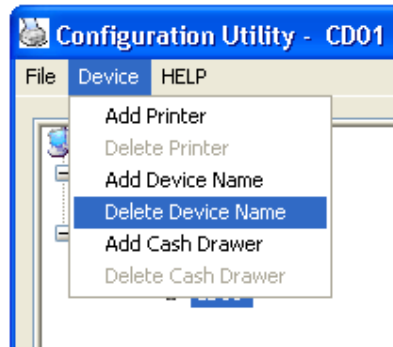 Configuration Utility - CD01
File Device HELP
Add Printer
Delete Printer
Add Device Name
Delete Device Name
Add Cash Drawer
Delete Cash Drawer